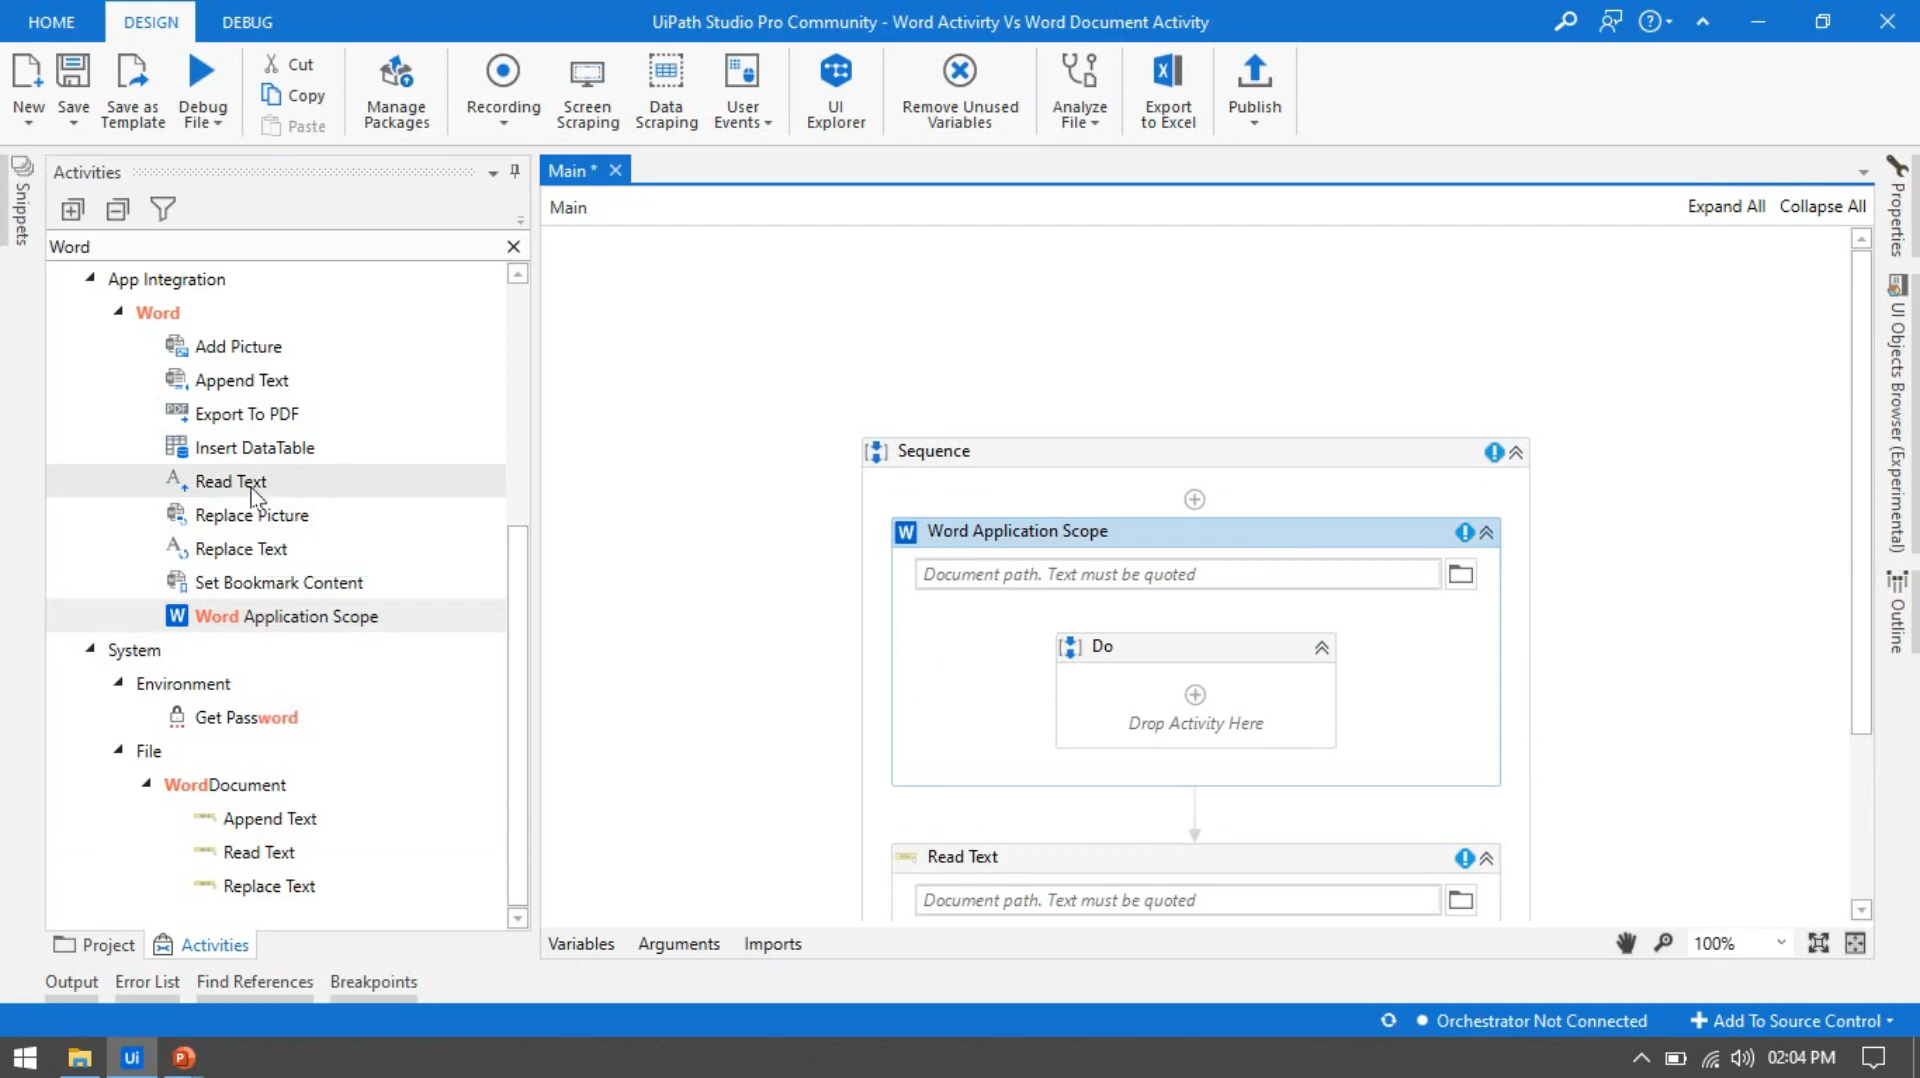 HOME DESIGN DEBUG UiPath Studio Pro Community - Word Activirty Vs Word Document Activity
New Save Save as Template Debug File Cut Copy Paste Manage Packages Recording Screen Scraping Data Scraping User Events UI Explorer Remove Unused Variables Analyze File Export to Excel Publish
Snippets
Activities
Word
App Integration
Word
Add Picture
Append Text
Export To PDF
Insert DataTable
Read Text
Replace Picture
Replace Text
Set Bookmark Content
Word Application Scope
System
Environment
Get Password
File
WordDocument
Append Text
Read Text
Replace Text
Project Activities
Output Error List Find References Breakpoints
Main *
Main Expand All Collapse All
Sequence
Word Application Scope
Document path. Text must be quoted
Do
Drop Activity Here
Read Text
Document path. Text must be quoted
Variables Arguments Imports 100%
Properties
UI Objects Browser (Experimental)
Outline
Orchestrator Not Connected Add To Source Control
Ui 02:04 PM